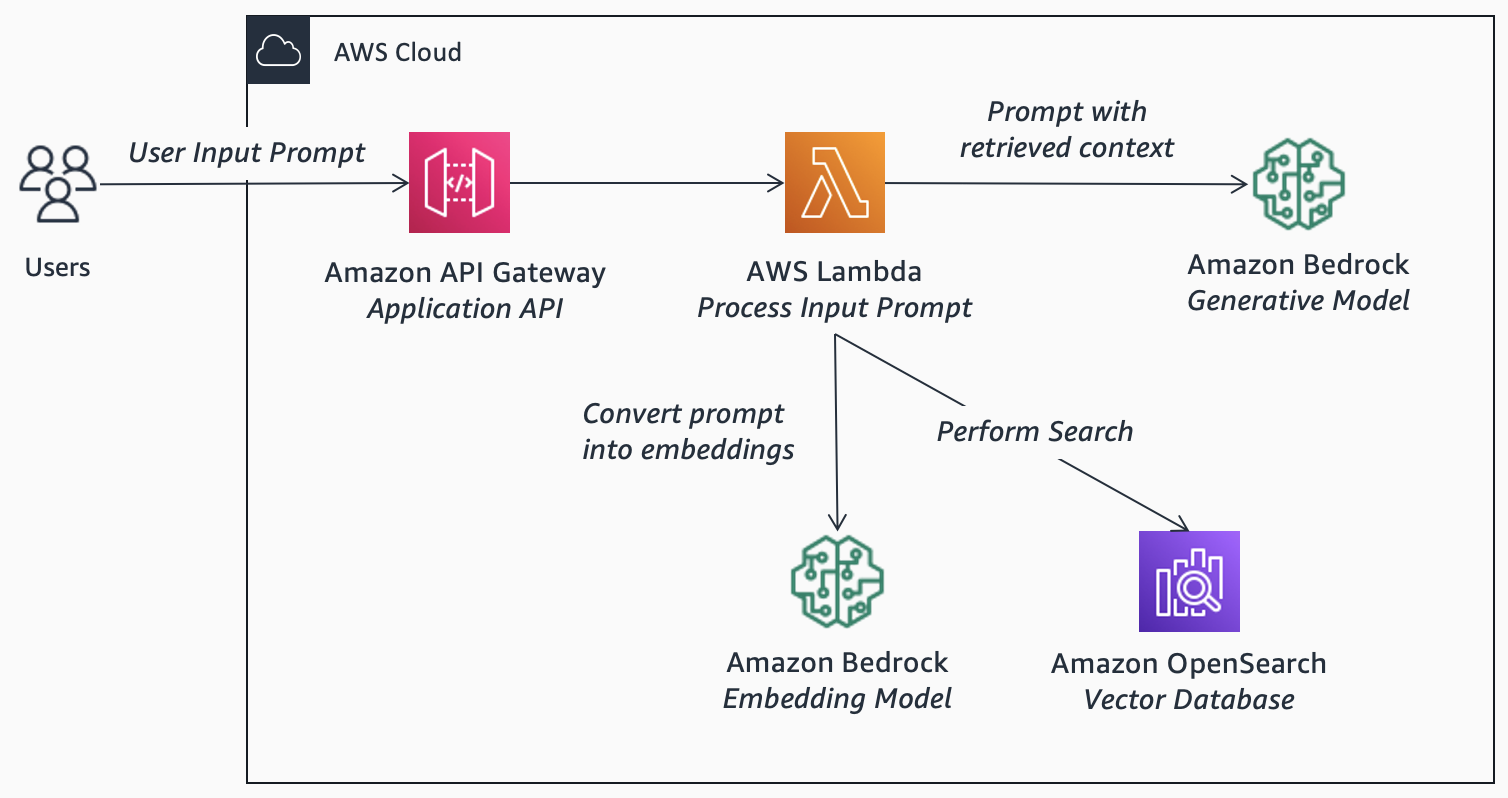 AWS Cloud
User Input Prompt
Prompt with
retrieved context
Users
Amazon API Gateway
Application API
AWS Lambda
Process Input Prompt
Amazon Bedrock
Generative Model
Convert prompt
into embeddings
Perform Search
Amazon Bedrock
Embedding Model
Amazon OpenSearch
Vector Database